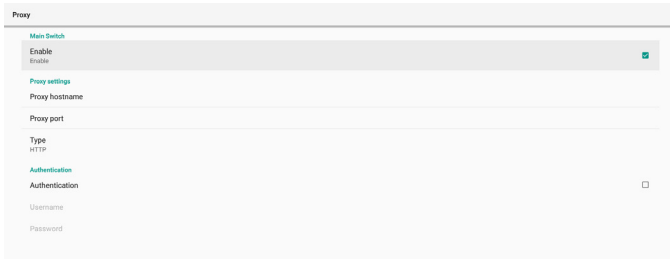 Proxy
Main Switch
Enable
Enable
Proxy settings
Proxy hostname
Proxy port
Type
HTTP
Authentication
Authentication
Username
Password